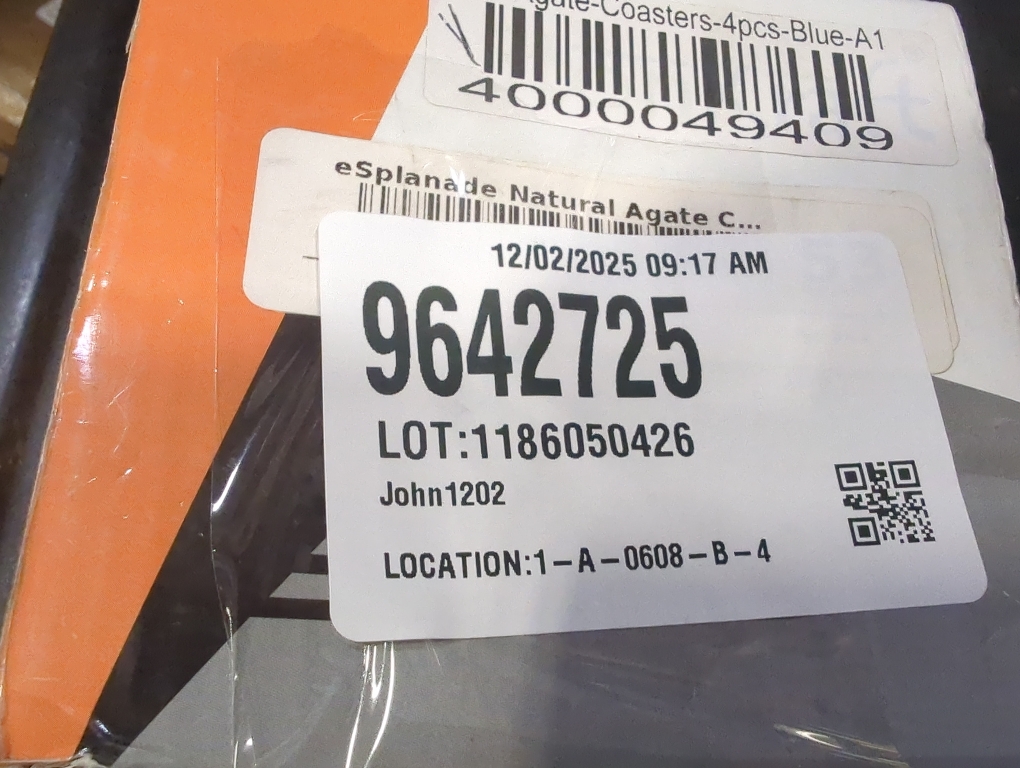 Agate-Coasters-4pcs-Blue-A1
4000049409
eSplanade Natural Agate C...
12/02/2025 09:17 AM
9642725
LOT:1186050426
John1202
LOCATION:1-A-0608-B-4